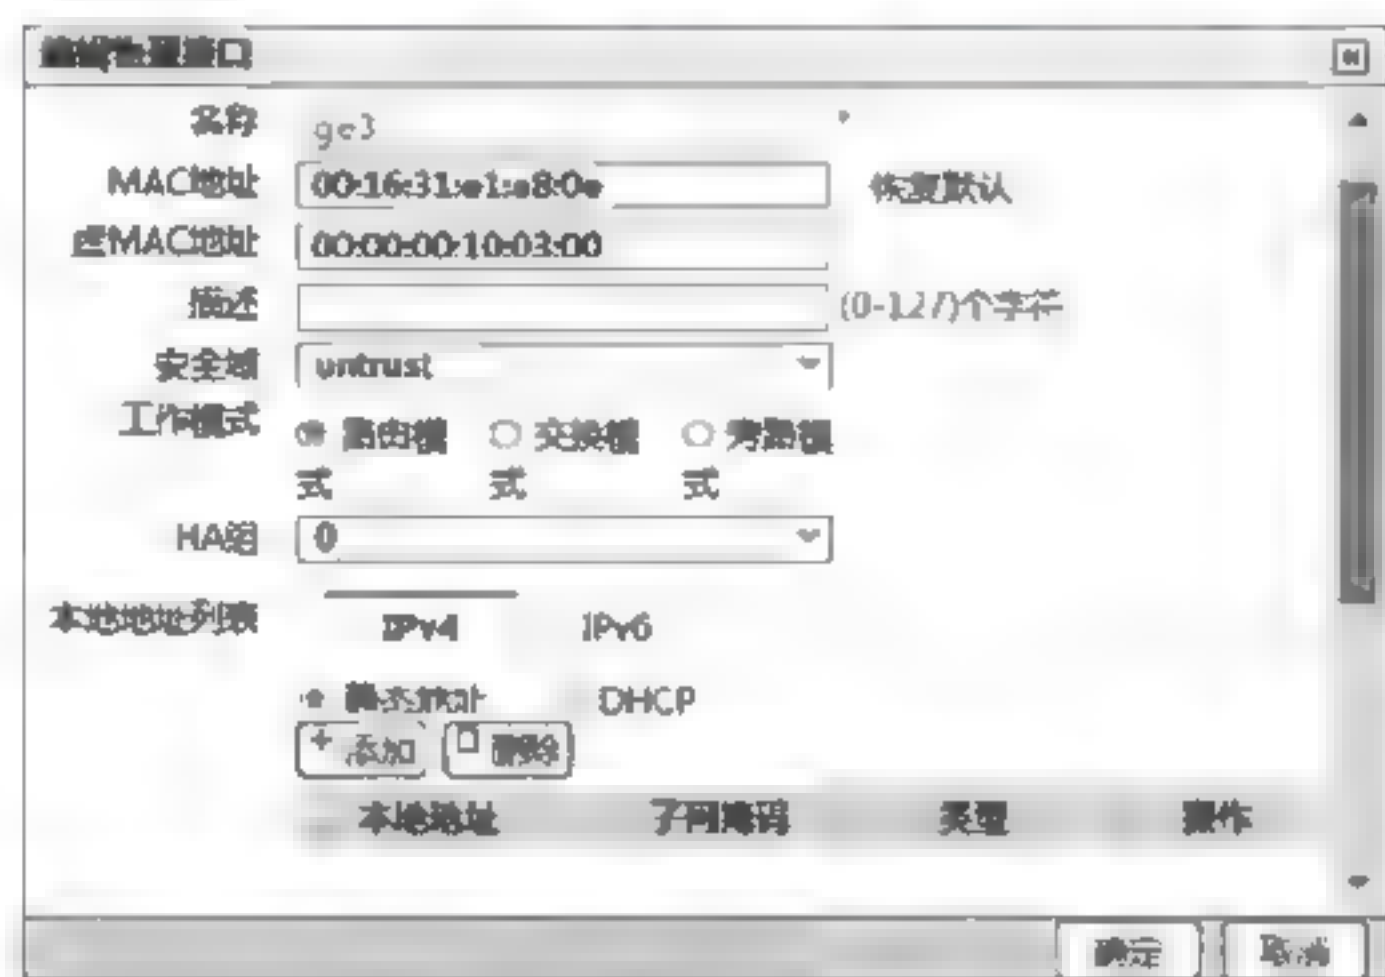 编辑物理接口
名称 ge3 *
MAC地址 00:16:31:e1:a8:0e 恢复默认
虚MAC地址 00:00:00:10:03:00
描述 (0-127)个字符
安全域 untrust
工作模式 路由模式 交换模式 旁路模式
HA组 0
本地地址列表 IPv4 IPv6
静态地址 DHCP
添加 删除
本地地址 子网掩码 类型 操作
确定 取消